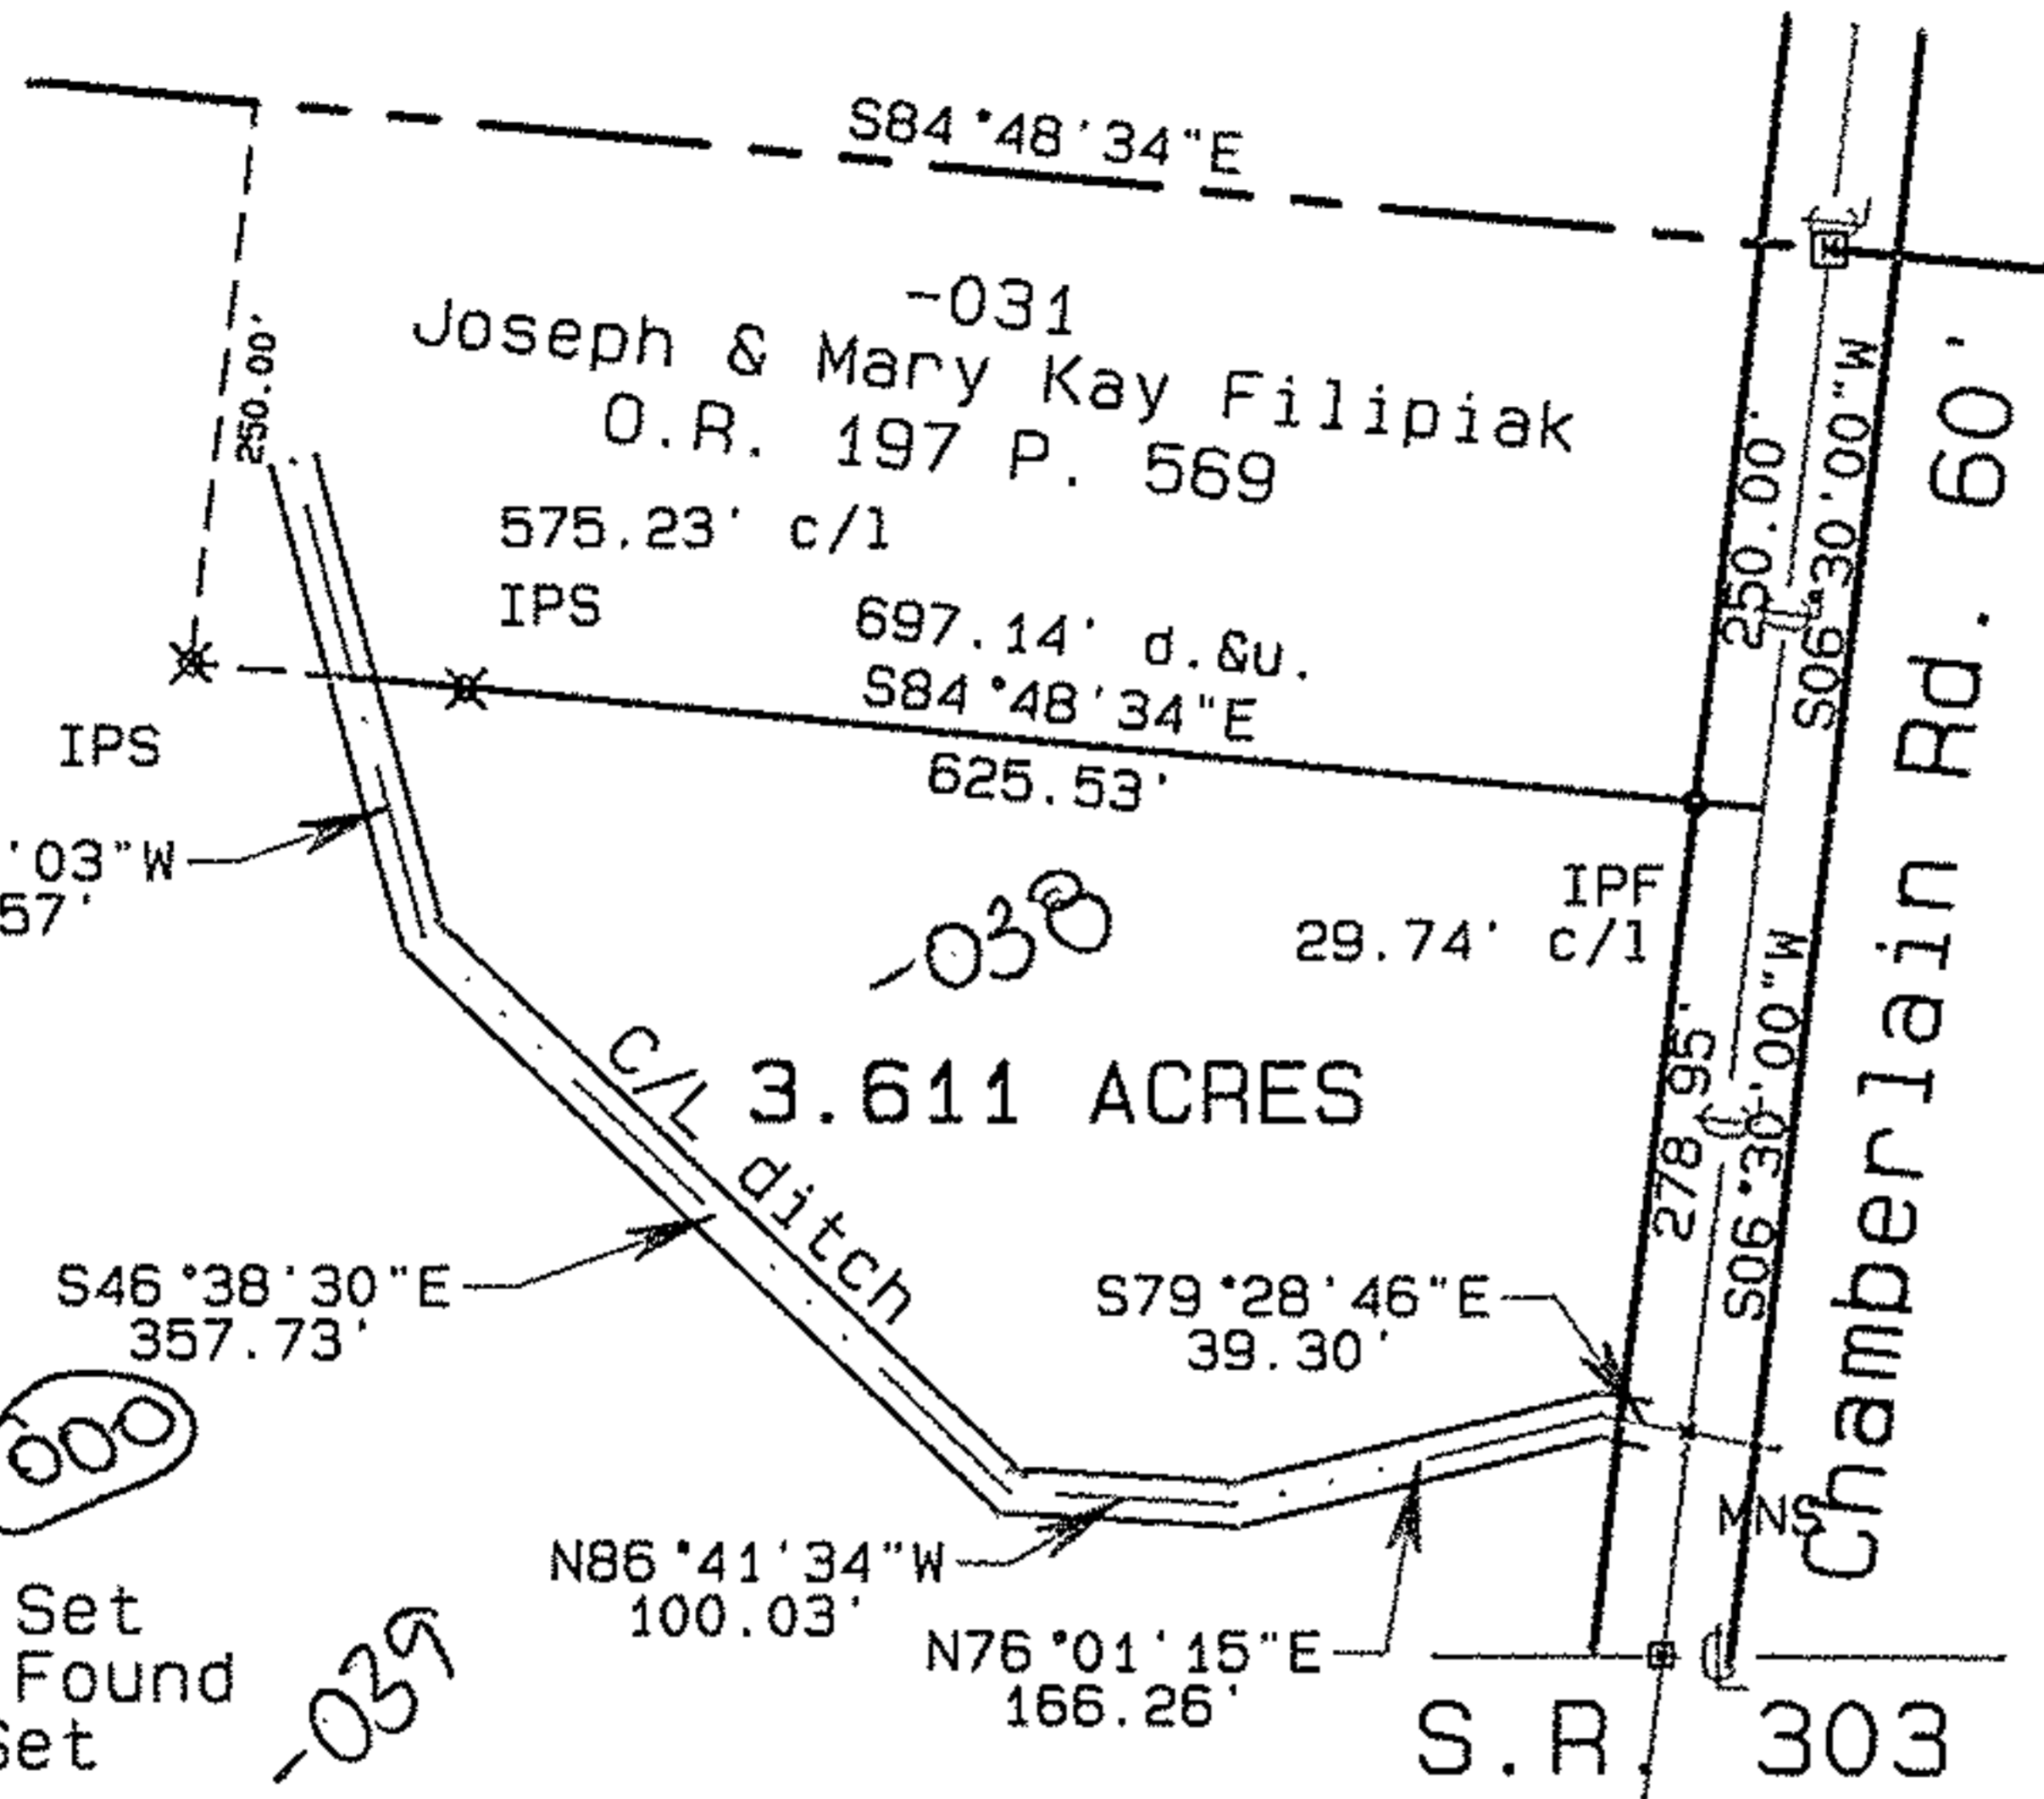 S84°48'34"E
-031
Joseph & Mary Kay Filipiak
O.R. 197 P. 569
250.00'
575.23' c/l
IPS
697.14' d.&u.
S84°48'34"E
625.53'
250.00'
S06°30'00"W
Chamberlain Rd. 60'
IPS
'03"W
57'
-030
IPF
29.74' c/l
3.611 ACRES
C/L ditch
278 95'
S06°30'00"W
S46°38'30"E
357.73'
S79°28'46"E
39.30'
000
MNS
N86°41'34"W
100.03'
N76°01'15"E
166.26'
Set
Found
Set
-039
S.R. 303